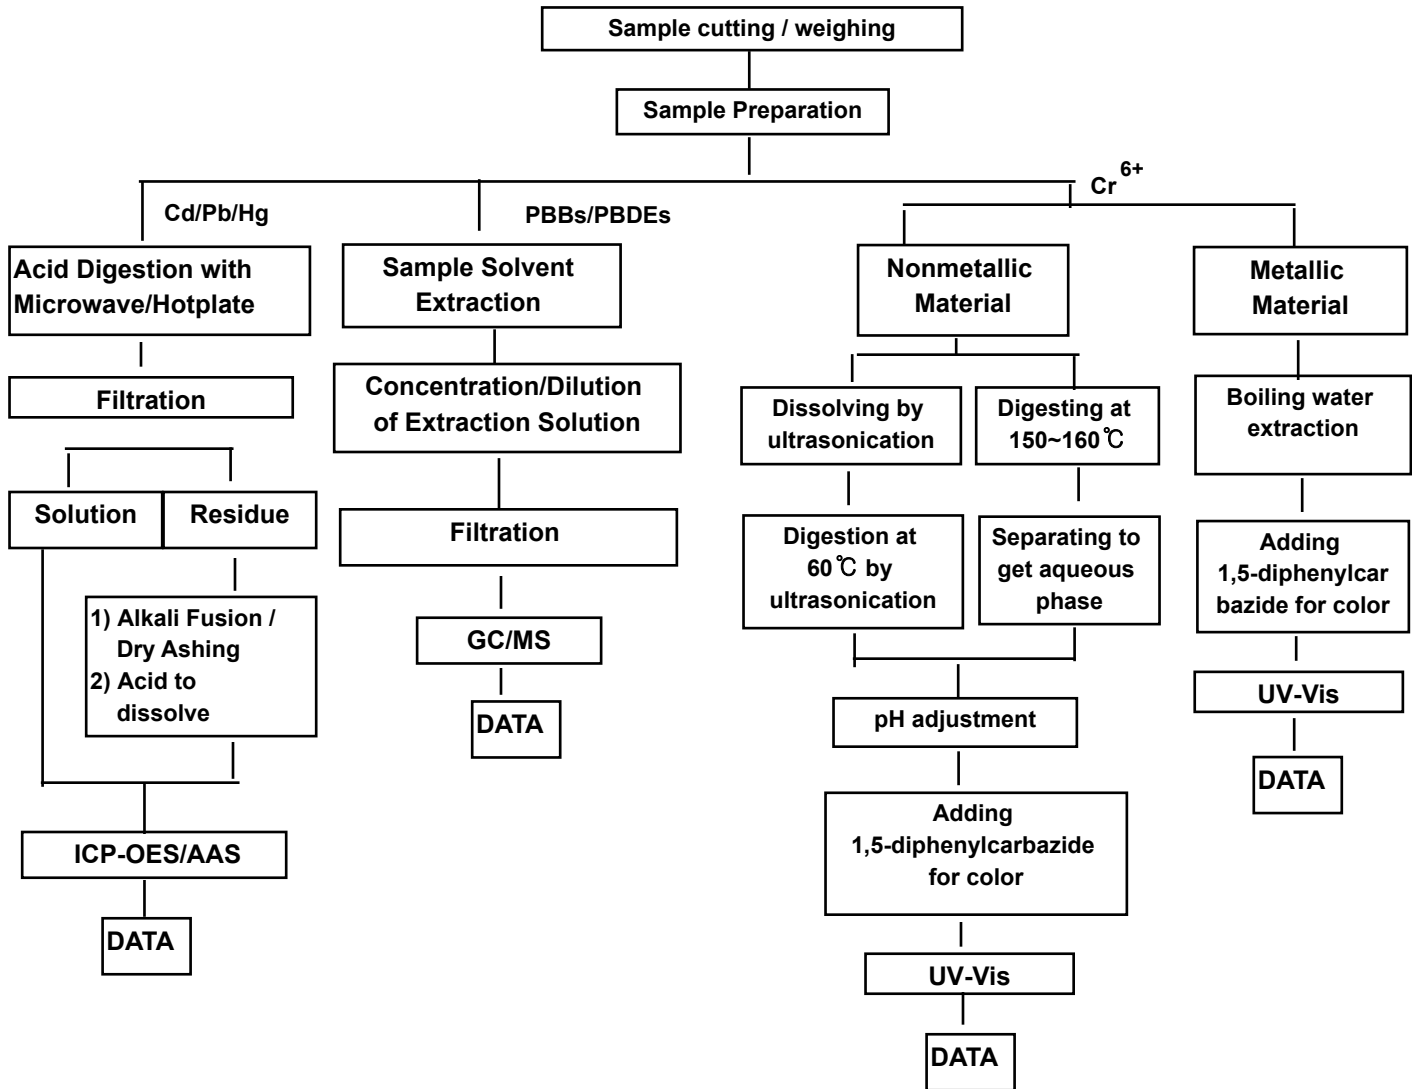 Sample cutting / weighing
Sample Preparation
Cd/Pb/Hg
PBBs/PBDEs
Cr 6+
Acid Digestion with
Microwave/Hotplate
Filtration
Solution
Residue
1) Alkali Fusion /
Dry Ashing
2) Acid to
dissolve
ICP-OES/AAS
DATA
Sample Solvent
Extraction
Concentration/Dilution
of Extraction Solution
Filtration
GC/MS
DATA
Nonmetallic
Material
Dissolving by
ultrasonication
Digestion at
60℃ by
ultrasonication
Digesting at
150~160℃
Separating to
get aqueous
phase
pH adjustment
Adding
1,5-diphenylcarbazide
for color
UV-Vis
DATA
Metallic
Material
Boiling water
extraction
Adding
1,5-diphenylcar
bazide for color
UV-Vis
DATA